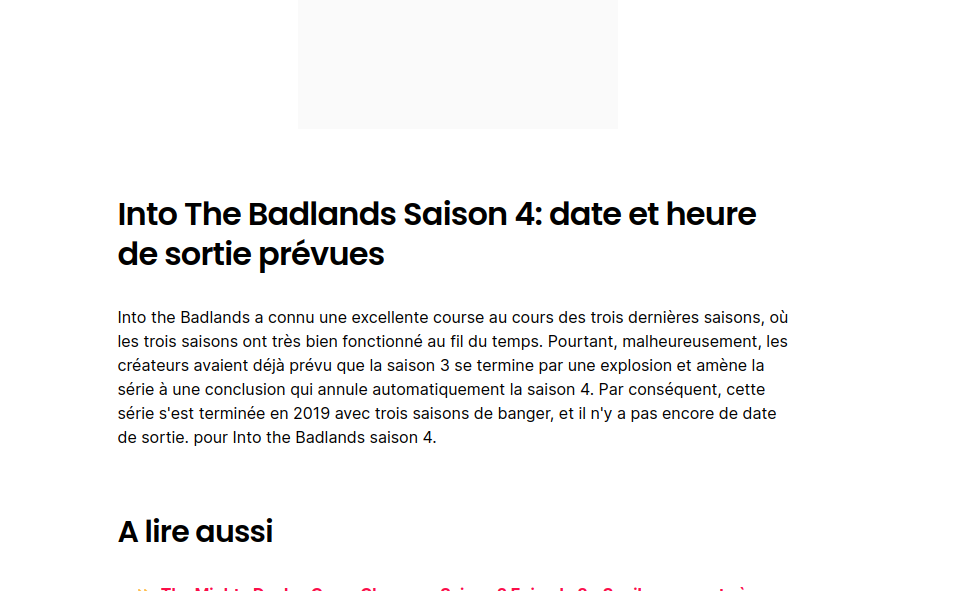 Into The Badlands Saison 4: date et heure
de sortie prévues
Into the Badlands a connu une excellente course au cours des trois dernières saisons, où
les trois saisons ont très bien fonctionné au fil du temps. Pourtant, malheureusement, les
créateurs avaient déjà prévu que la saison 3 se termine par une explosion et amène la
série à une conclusion qui annule automatiquement la saison 4. Par conséquent, cette
série s'est terminée en 2019 avec trois saisons de banger, et il n'y a pas encore de date
de sortie. pour Into the Badlands saison 4.
A lire aussi